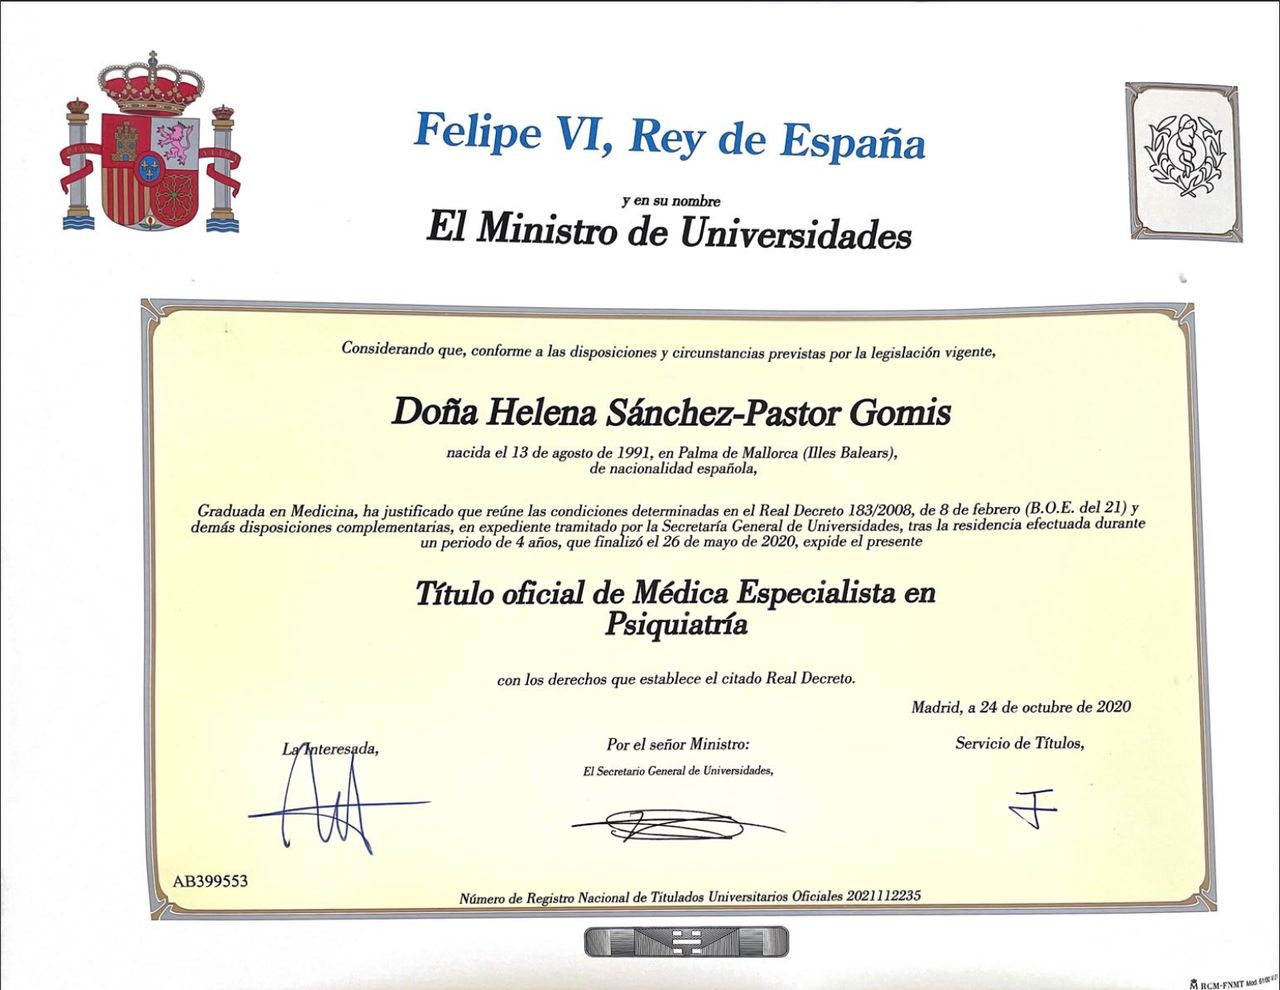 Felipe VI, Rey de España
y en su nombre
El Ministro de Universidades
Considerando que, conforme a las disposiciones y circunstancias previstas por la legislación vigente,
Doña Helena Sánchez-Pastor Gomis
nacida el 13 de agosto de 1991, en Palma de Mallorca (Illes Balears),
de nacionalidad española,
Graduada en Medicina, ha justificado que reúne las condiciones determinadas en el Real Decreto 183/2008, de 8 de febrero (B.O.E. del 21) y
demás disposiciones complementarias, en expediente tramitado por la Secretaría General de Universidades, tras la residencia efectuada durante
un periodo de 4 años, que finalizó el 26 de mayo de 2020, expide el presente
Título oficial de Médica Especialista en
Psiquiatría
con los derechos que establece el citado Real Decreto.
Madrid, a 24 de octubre de 2020
La Interesada,
Por el señor Ministro:
El Secretario General de Universidades,
Servicio de Títulos,
AB399553
Número de Registro Nacional de Titulados Universitarios Oficiales 2021112235
RCM-FNMT Mod.